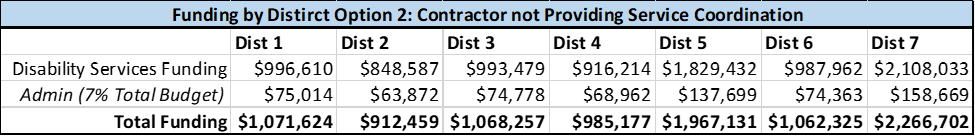 Funding by Distirct Option 2: Contractor not Providing Service Coordination
Dist 1 Dist 2 Dist 3 Dist 4 Dist 5 Dist 6 Dist 7
Disability Services Funding $996,610 $848,587 $993,479 $916,214 $1,829,432 $987,962 $2,108,033
Admin (7% Total Budget) $75,014 $63,872 $74,778 $68,962 $137,699 $74,363 $158,669
Total Funding $1,071,624 $912,459 $1,068,257 $985,177 $1,967,131 $1,062,325 $2,266,702